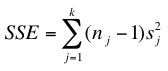 SSE = \sum_{j=1}^{k} (n_j - 1) s_j^2